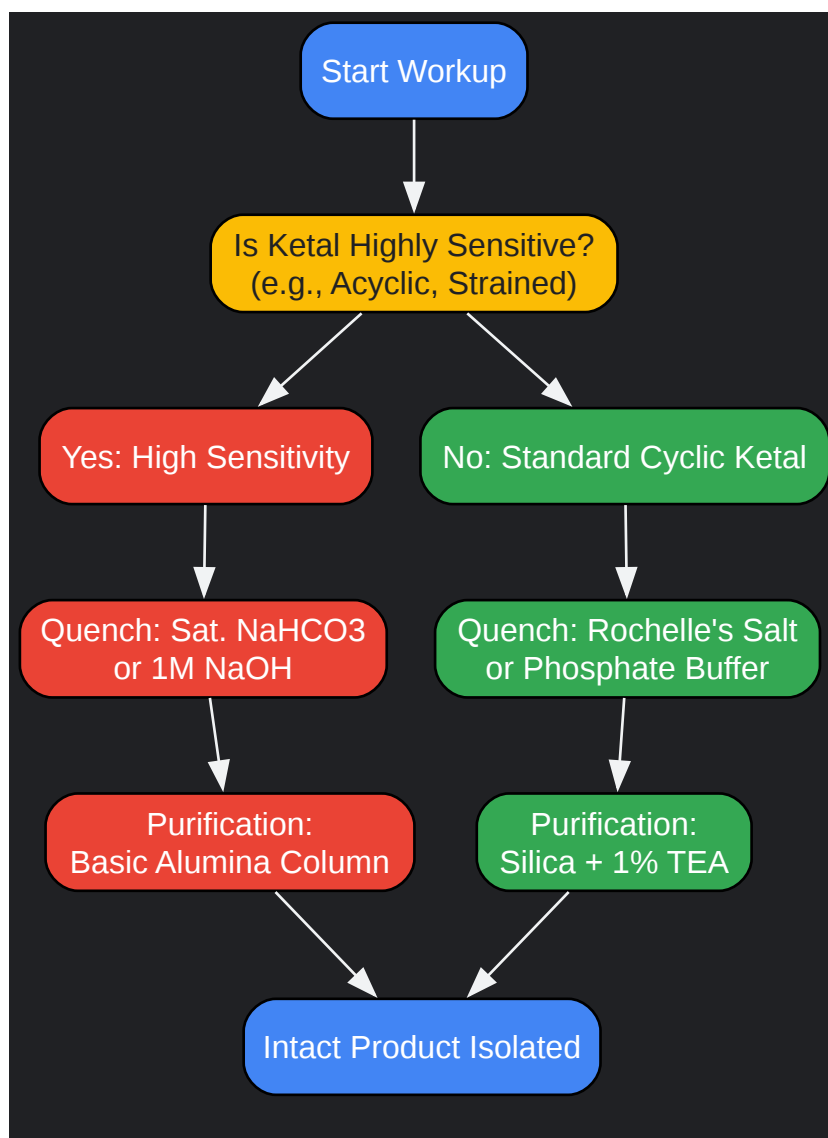 Start Workup
Is Ketal Highly Sensitive?
(e.g., Acyclic, Strained)
Yes: High Sensitivity
No: Standard Cyclic Ketal
Quench: Sat. NaHCO3
or 1M NaOH
Quench: Rochelle's Salt
or Phosphate Buffer
Purification:
Basic Alumina Column
Purification:
Silica + 1% TEA
Intact Product Isolated